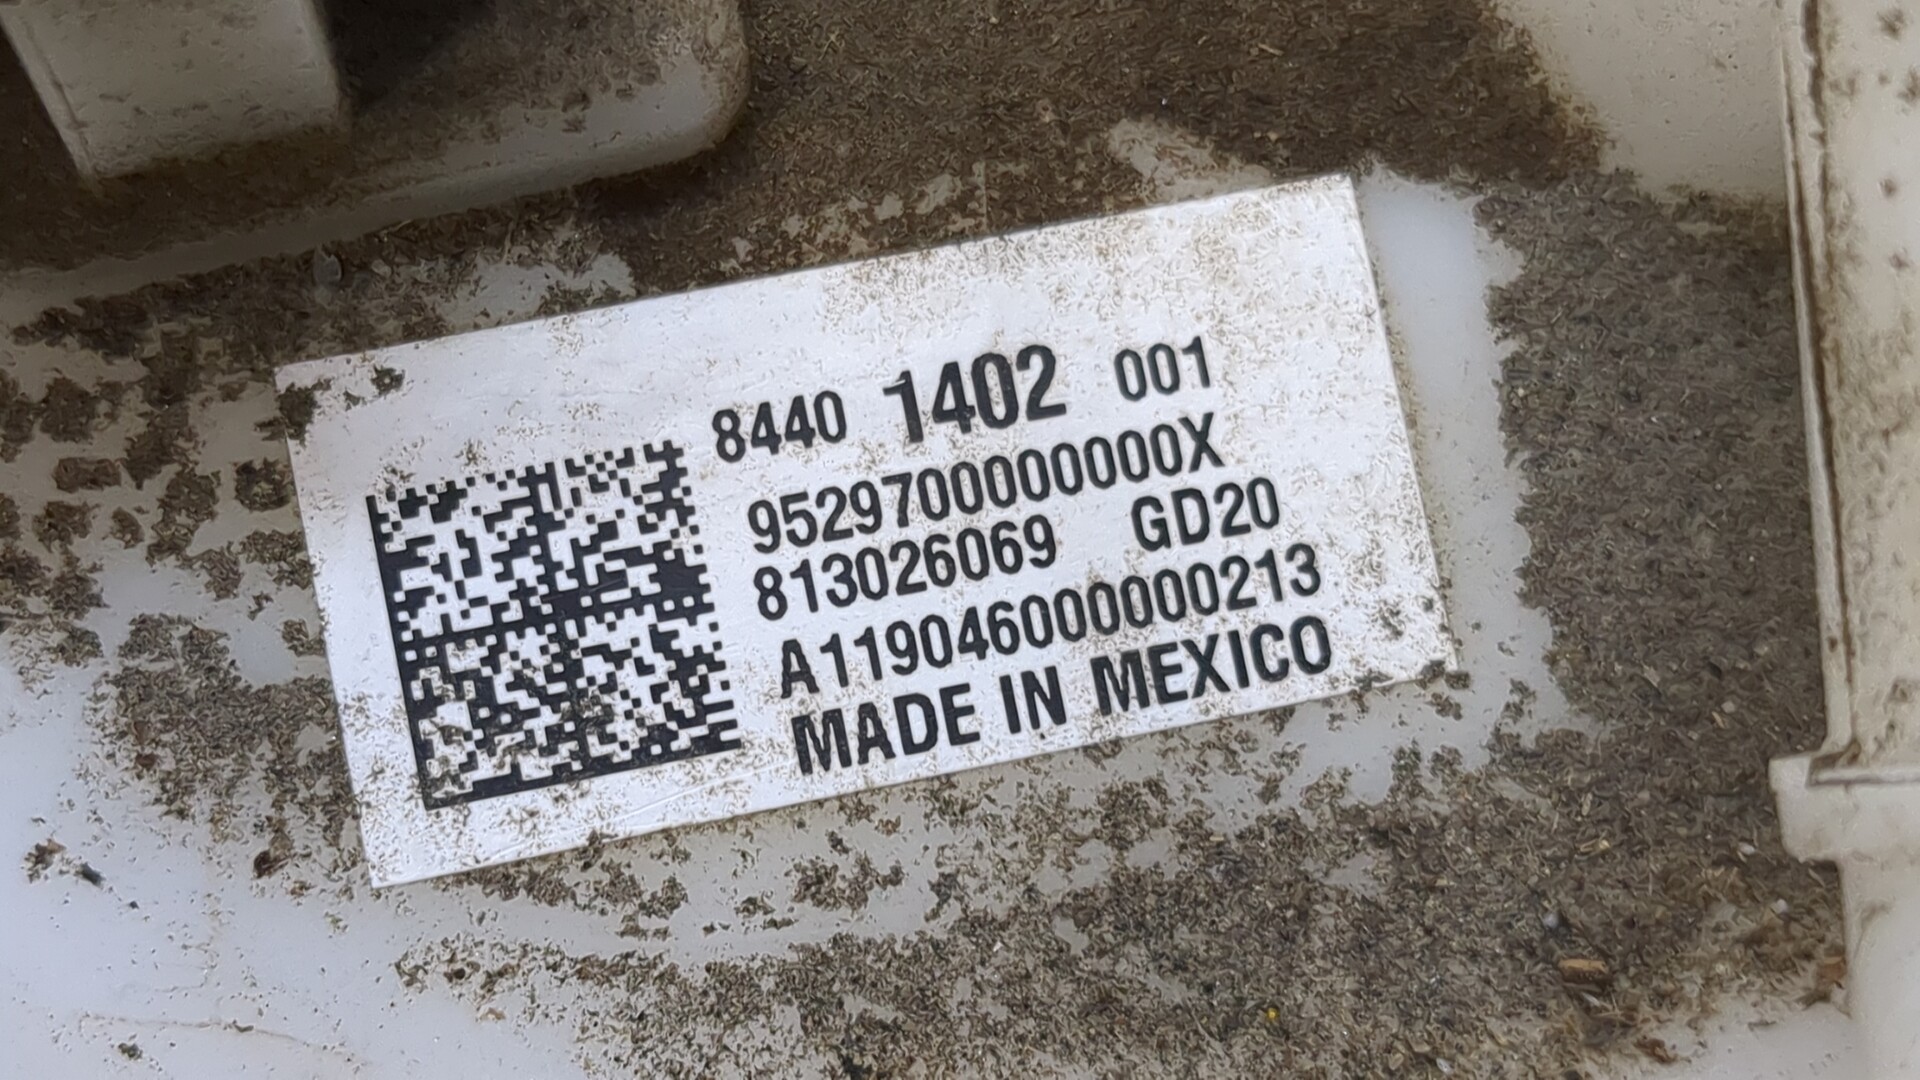 8440 1402 001
9529700000000X
813026069 GD20
A119046000000213
MADE IN MEXICO